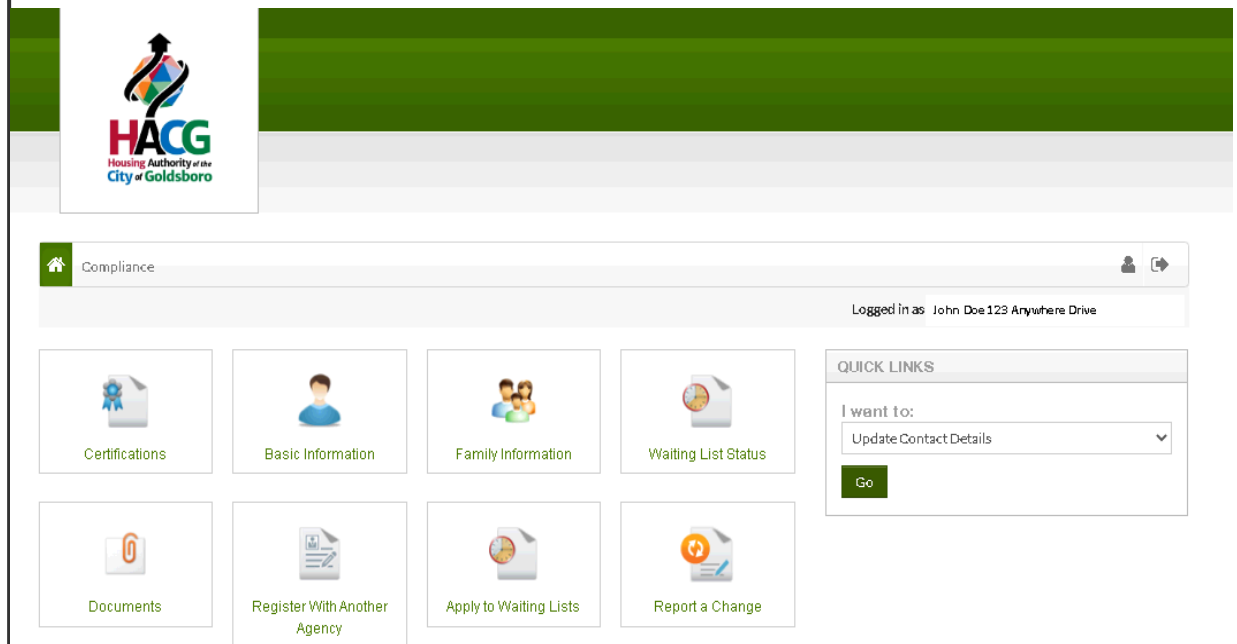 HACG
Housing Authority of the
City of Goldsboro
Compliance
Logged in as John Doe 123 Anywhere Drive
Certifications
Basic Information
Family Information
Waiting List Status
QUICK LINKS
I want to:
Update Contact Details
Go
Documents
Register With Another
Agency
Apply to Waiting Lists
Report a Change